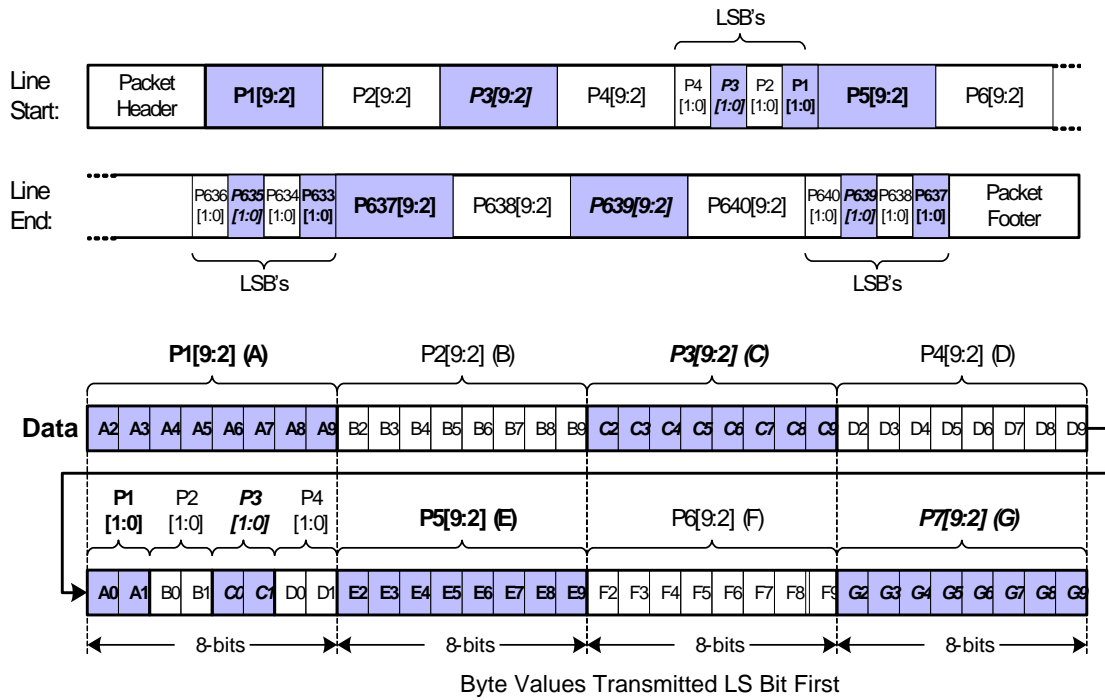 LSB's
Line Start:
Packet Header
P1[9:2]
P2[9:2]
P3[9:2]
P4[9:2]
P4 [1:0]
P3 [1:0]
P2 [1:0]
P1 [1:0]
P5[9:2]
P6[9:2]
Line End:
P636 [1:0]
P635 [1:0]
P634 [1:0]
P633 [1:0]
P637[9:2]
P638[9:2]
P639[9:2]
P640[9:2]
P640 [1:0]
P639 [1:0]
P638 [1:0]
P637 [1:0]
Packet Footer
LSB's
LSB's
P1[9:2] (A)
P2[9:2] (B)
P3[9:2] (C)
P4[9:2] (D)
Data
A2 A3 A4 A5 A6 A7 A8 A9 B2 B3 B4 B5 B6 B7 B8 B9 C2 C3 C4 C5 C6 C7 C8 C9 D2 D3 D4 D5 D6 D7 D8 D9
P1 [1:0]
P2 [1:0]
P3 [1:0]
P4 [1:0]
P5[9:2] (E)
P6[9:2] (F)
P7[9:2] (G)
A0 A1 B0 B1 C0 C1 D0 D1 E2 E3 E4 E5 E6 E7 E8 E9 F2 F3 F4 F5 F6 F7 F8 F9 G2 G3 G4 G5 G6 G7 G8 G9
8-bits
8-bits
8-bits
8-bits
Byte Values Transmitted LS Bit First